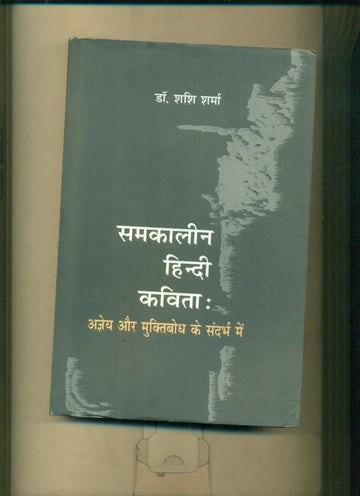 डॉ. शशि शर्मा
समकालीन
हिन्दी
कविता :
अज्ञेय और मुक्तिबोध के संदर्भ में